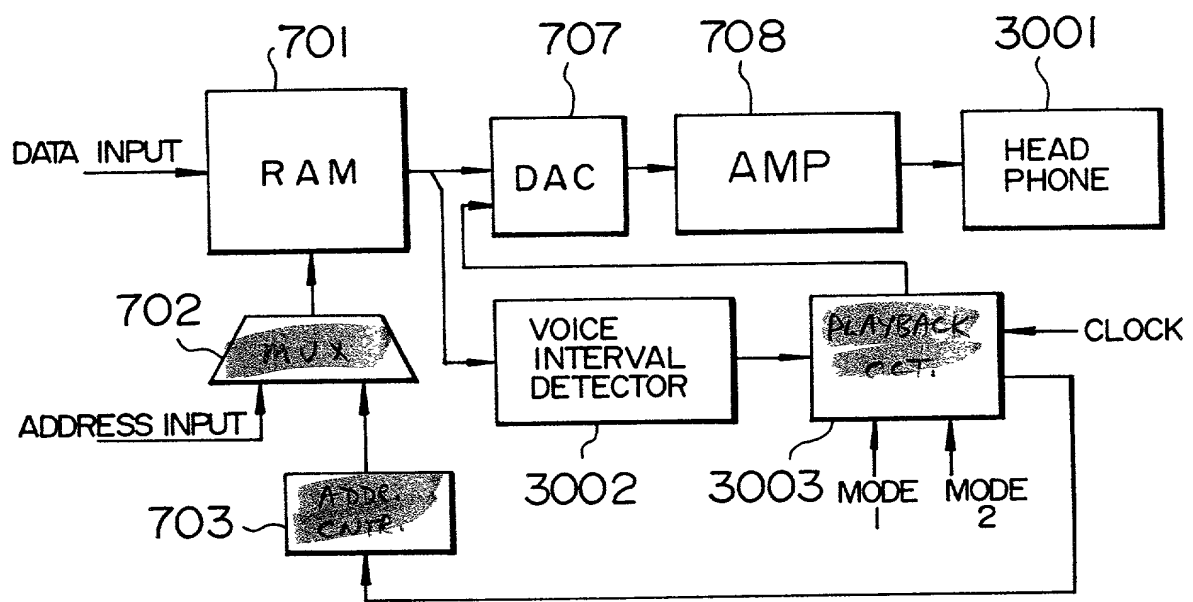 701
707
708
3001
DATA INPUT
RAM
DAC
AMP
HEAD
PHONE
702
MUX
ADDRESS INPUT
VOICE
INTERVAL
DETECTOR
PLAYBACK
CCT.
CLOCK
3002
3003
MODE
1
MODE
2
703
ADDR.
CNTR.